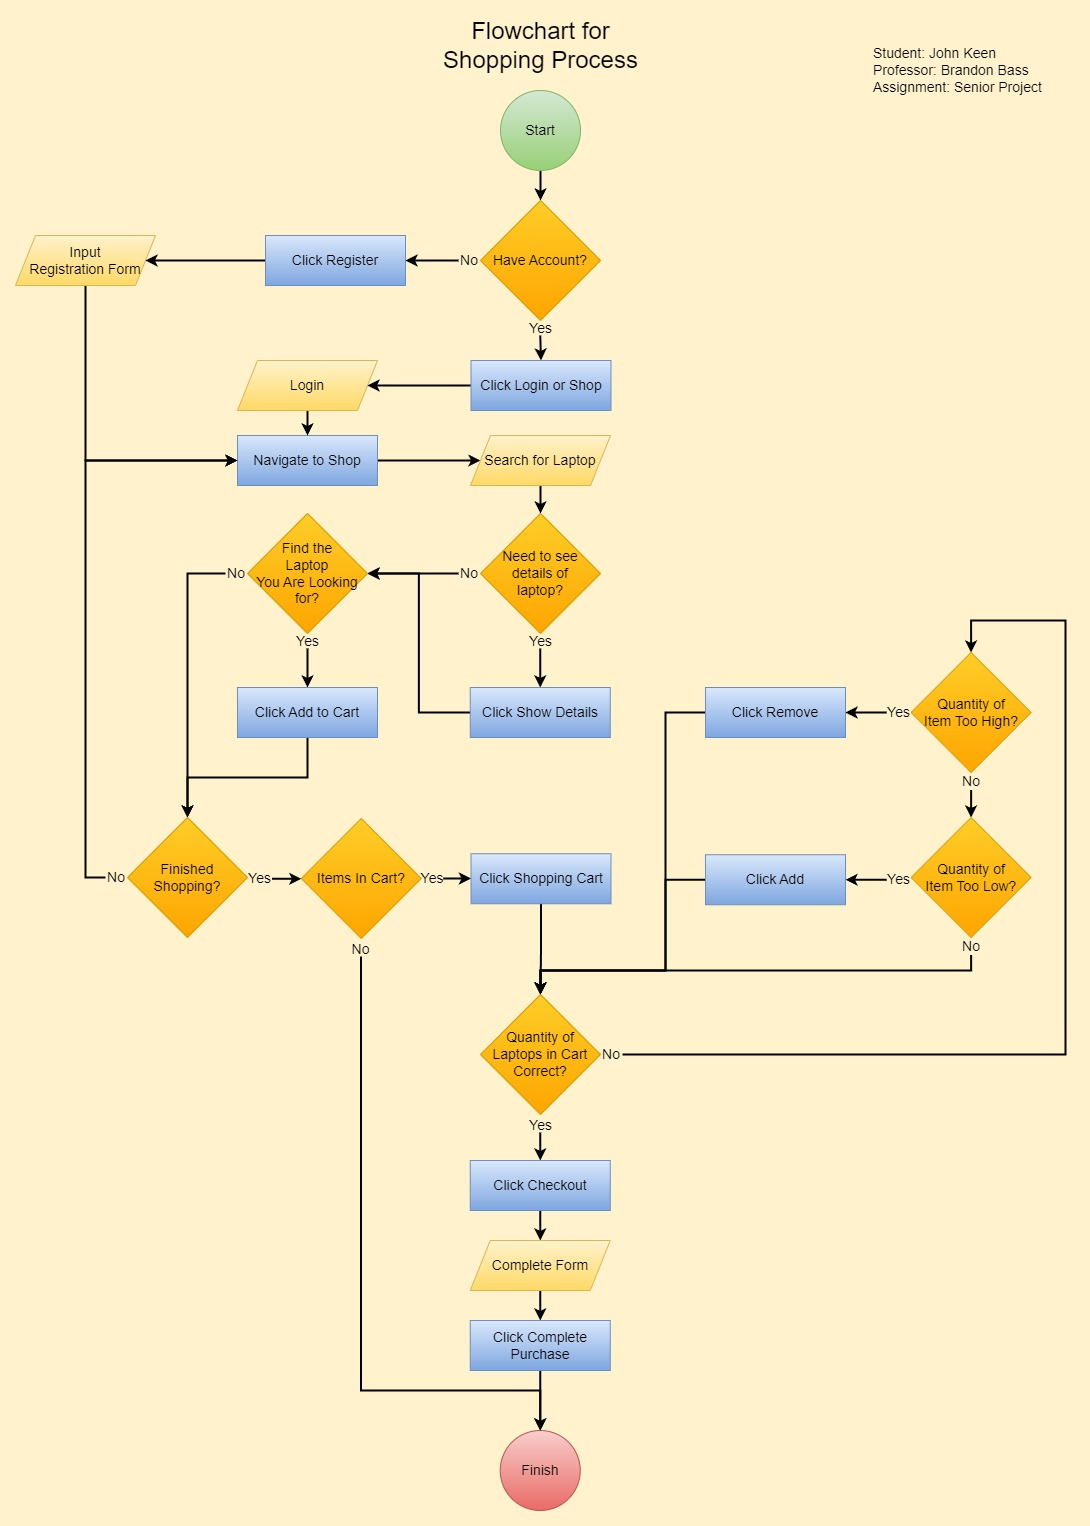 Flowchart for
Shopping Process
Student: John Keen
Professor: Brandon Bass
Assignment: Senior Project
Start
Input
Registration Form
Click Register
No
Have Account?
Yes
Login
Click Login or Shop
Navigate to Shop
Search for Laptop
No
Find the
Laptop
You Are Looking
for?
No
Need to see
details of
laptop?
Yes
Yes
Click Add to Cart
Click Show Details
Click Remove
Yes
Quantity of
Item Too High?
No
No
Finished
Shopping?
Yes
Items In Cart?
Yes
Click Shopping Cart
Click Add
Yes
Quantity of
Item Too Low?
No
No
Quantity of
Laptops in Cart
Correct?
No
Yes
Click Checkout
Complete Form
Click Complete
Purchase
Finish